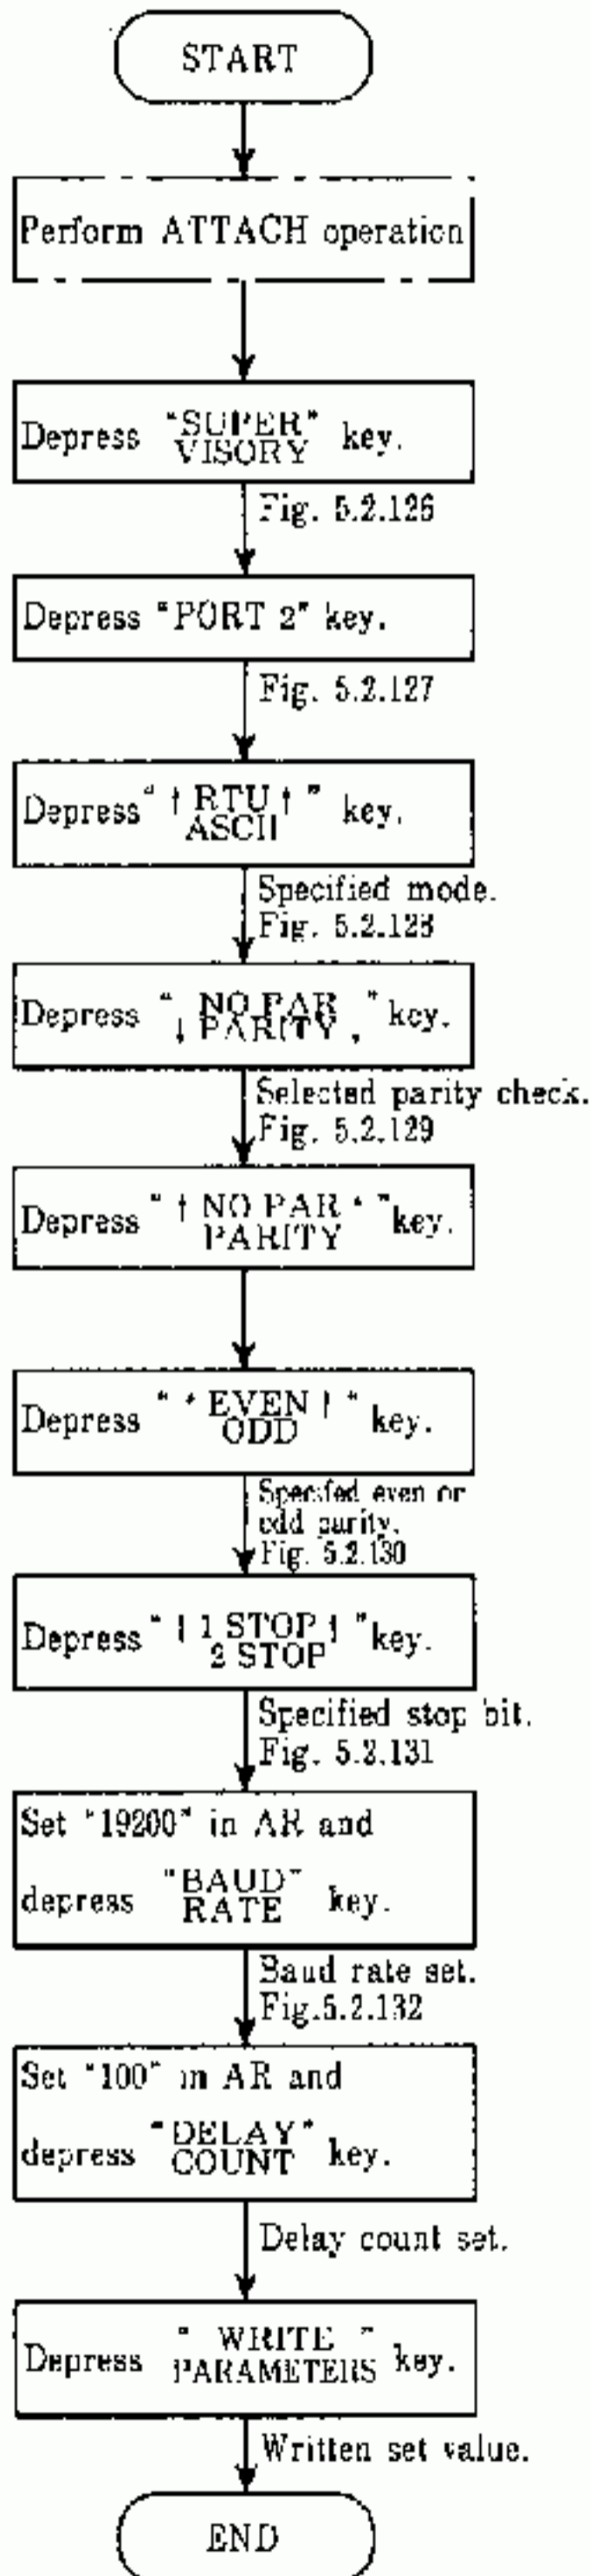 START
Perform ATTACH operation
Depress "SUPER VISORY" key.
Fig. 5.2.126
Depress "PORT 2" key.
Fig. 5.2.127
Depress "↑ RTU ↑ ASCII" key.
Specified mode.
Fig. 5.2.128
Depress "NO PAR ↓ PARITY ↓" key.
Selected parity check.
Fig. 5.2.129
Depress "↑ NO PAR ↑ PARITY" key.
Depress "↑ EVEN ↑ ODD" key.
Specifed even or
odd parity.
Fig. 5.2.130
Depress "↑ 1 STOP ↑ 2 STOP" key.
Specified stop bit.
Fig. 5.2.131
Set "19200" in AR and
depress "BAUD RATE" key.
Baud rate set.
Fig.5.2.132
Set "100" in AR and
depress "DELAY COUNT" key.
Delay count set.
Depress "WRITE PARAMETERS" key.
Written set value.
END